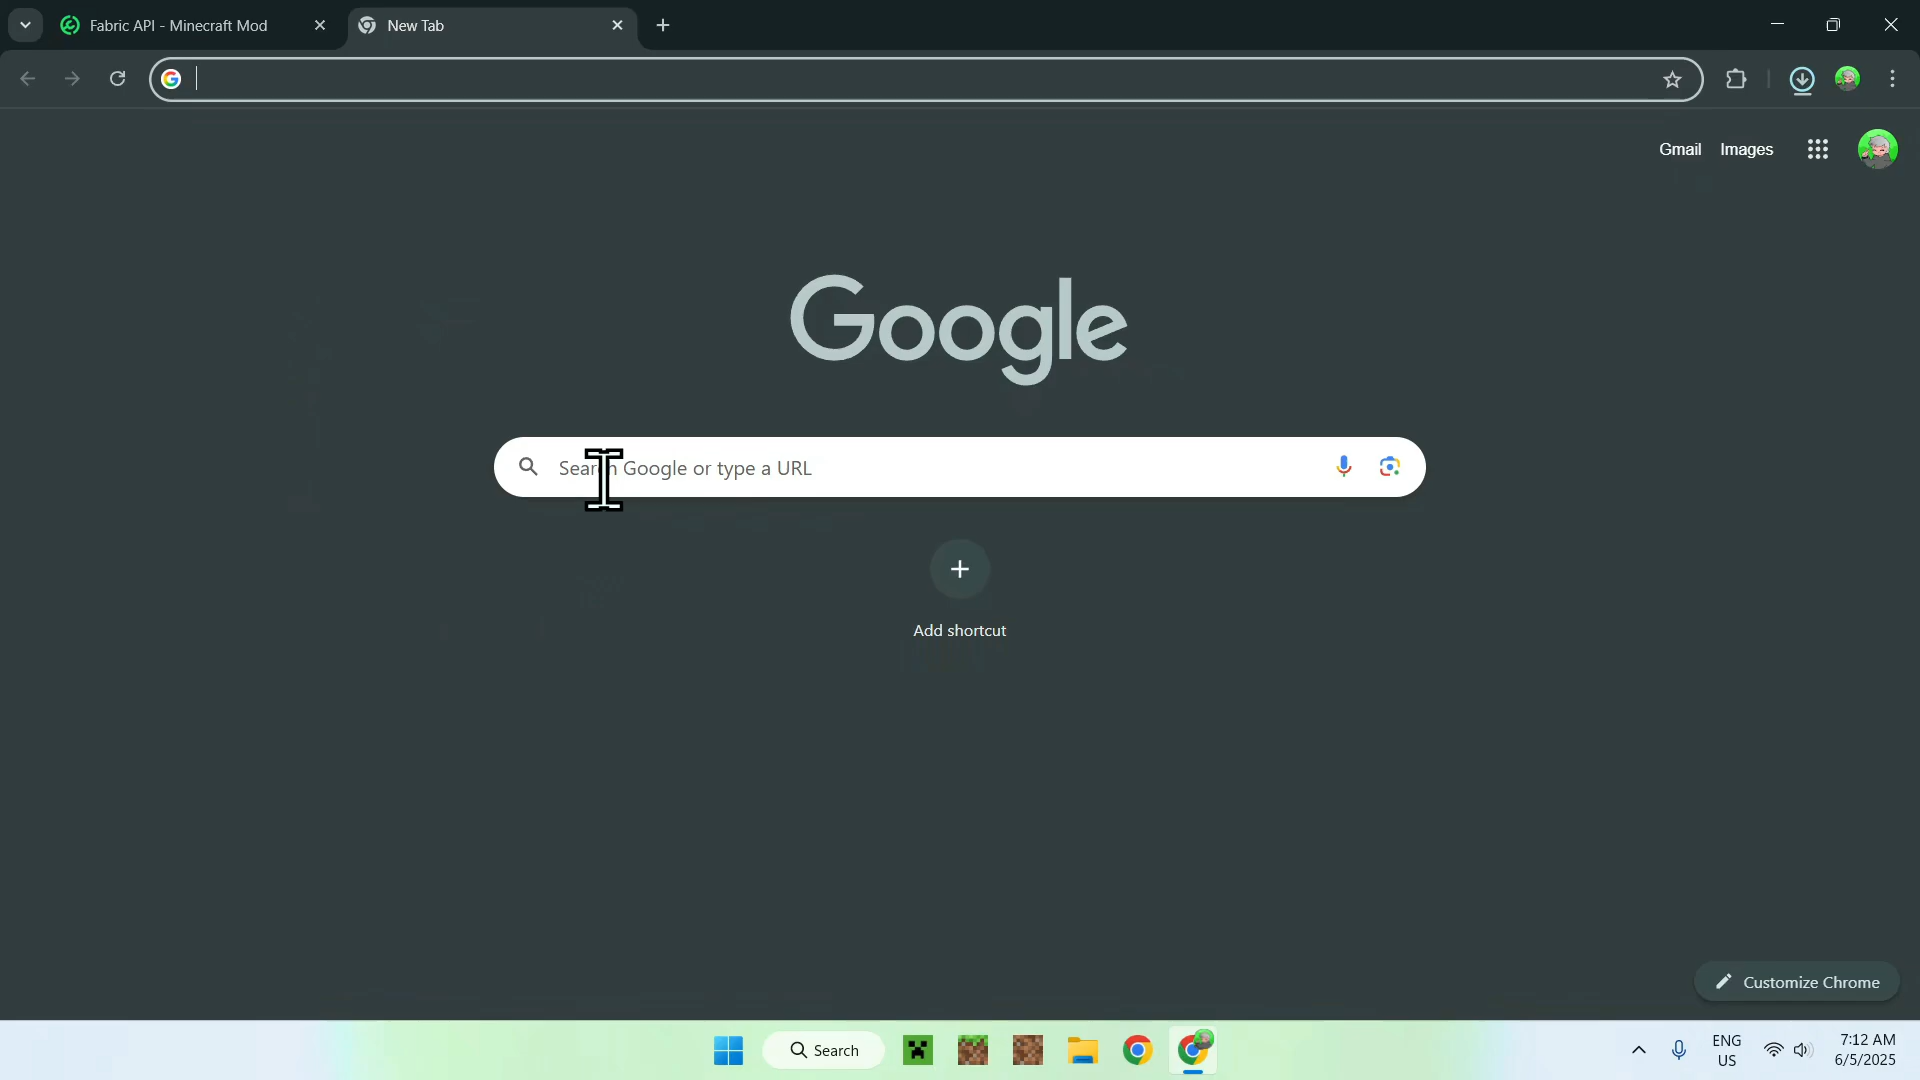 Fabric API - Minecraft Mod
New Tab
Gmail Images
Google
Search Google or type a URL
Add shortcut
Customize Chrome
Search
ENG
US
7:12 AM
6/5/2025